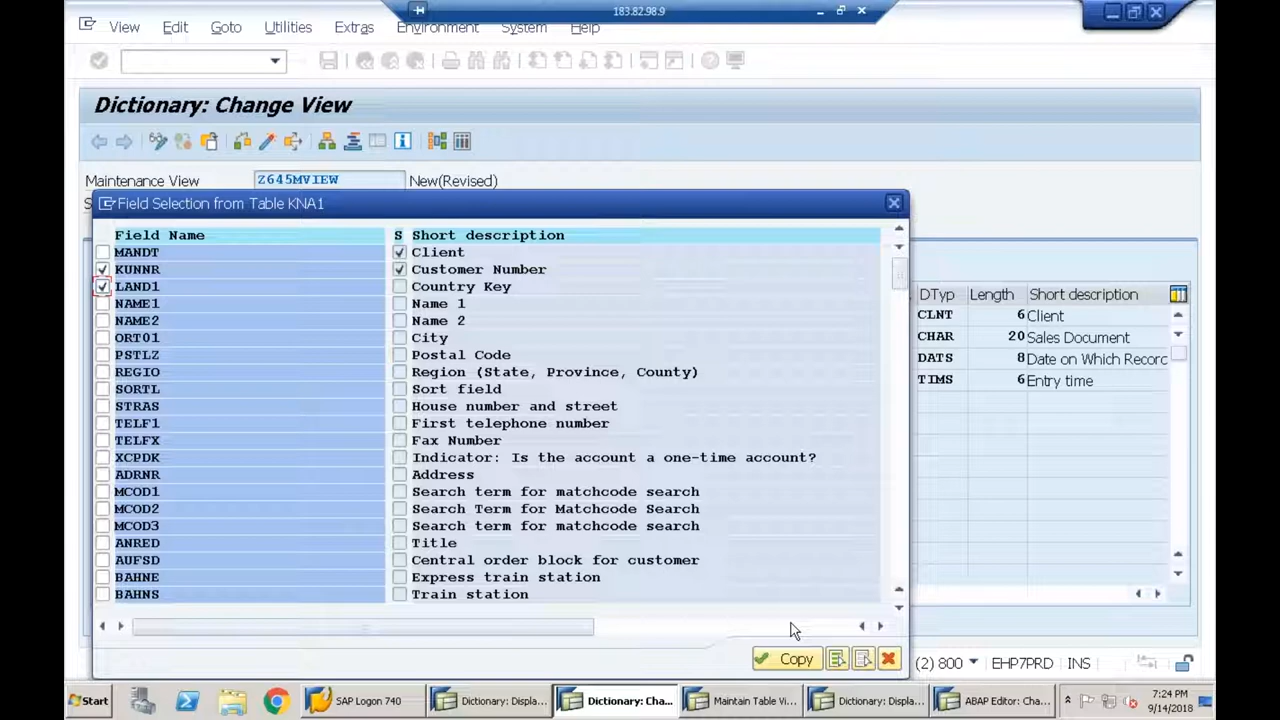 183.82.98.9
View Edit Goto Utilities Extras Environment System Help
Dictionary: Change View
Maintenance View Z645MVIEW New(Revised)
Field Selection from Table KNA1
Field Name S Short description
MANDT Client
KUNNR Customer Number
LAND1 Country Key
NAME1 Name 1
NAME2 Name 2
ORT01 City
PSTLZ Postal Code
REGIO Region (State, Province, County)
SORTL Sort field
STRAS House number and street
TELF1 First telephone number
TELFX Fax Number
XCPDK Indicator: Is the account a one-time account?
ADRNR Address
MCOD1 Search term for matchcode search
MCOD2 Search Term for Matchcode Search
MCOD3 Search term for matchcode search
ANRED Title
AUFSD Central order block for customer
BAHNE Express train station
BAHNS Train station
DTyp Length Short description
CLNT 6 Client
CHAR 20 Sales Document
DATS 8 Date on Which Recorc
TIMS 6 Entry time
Copy
(2) 800 EHP7PRD INS
Start SAP Logon 740 Dictionary: Displa... Dictionary: Cha... Maintain Table Vi... Dictionary: Displa... ABAP Editor: Cha... 7:24 PM
9/14/2018